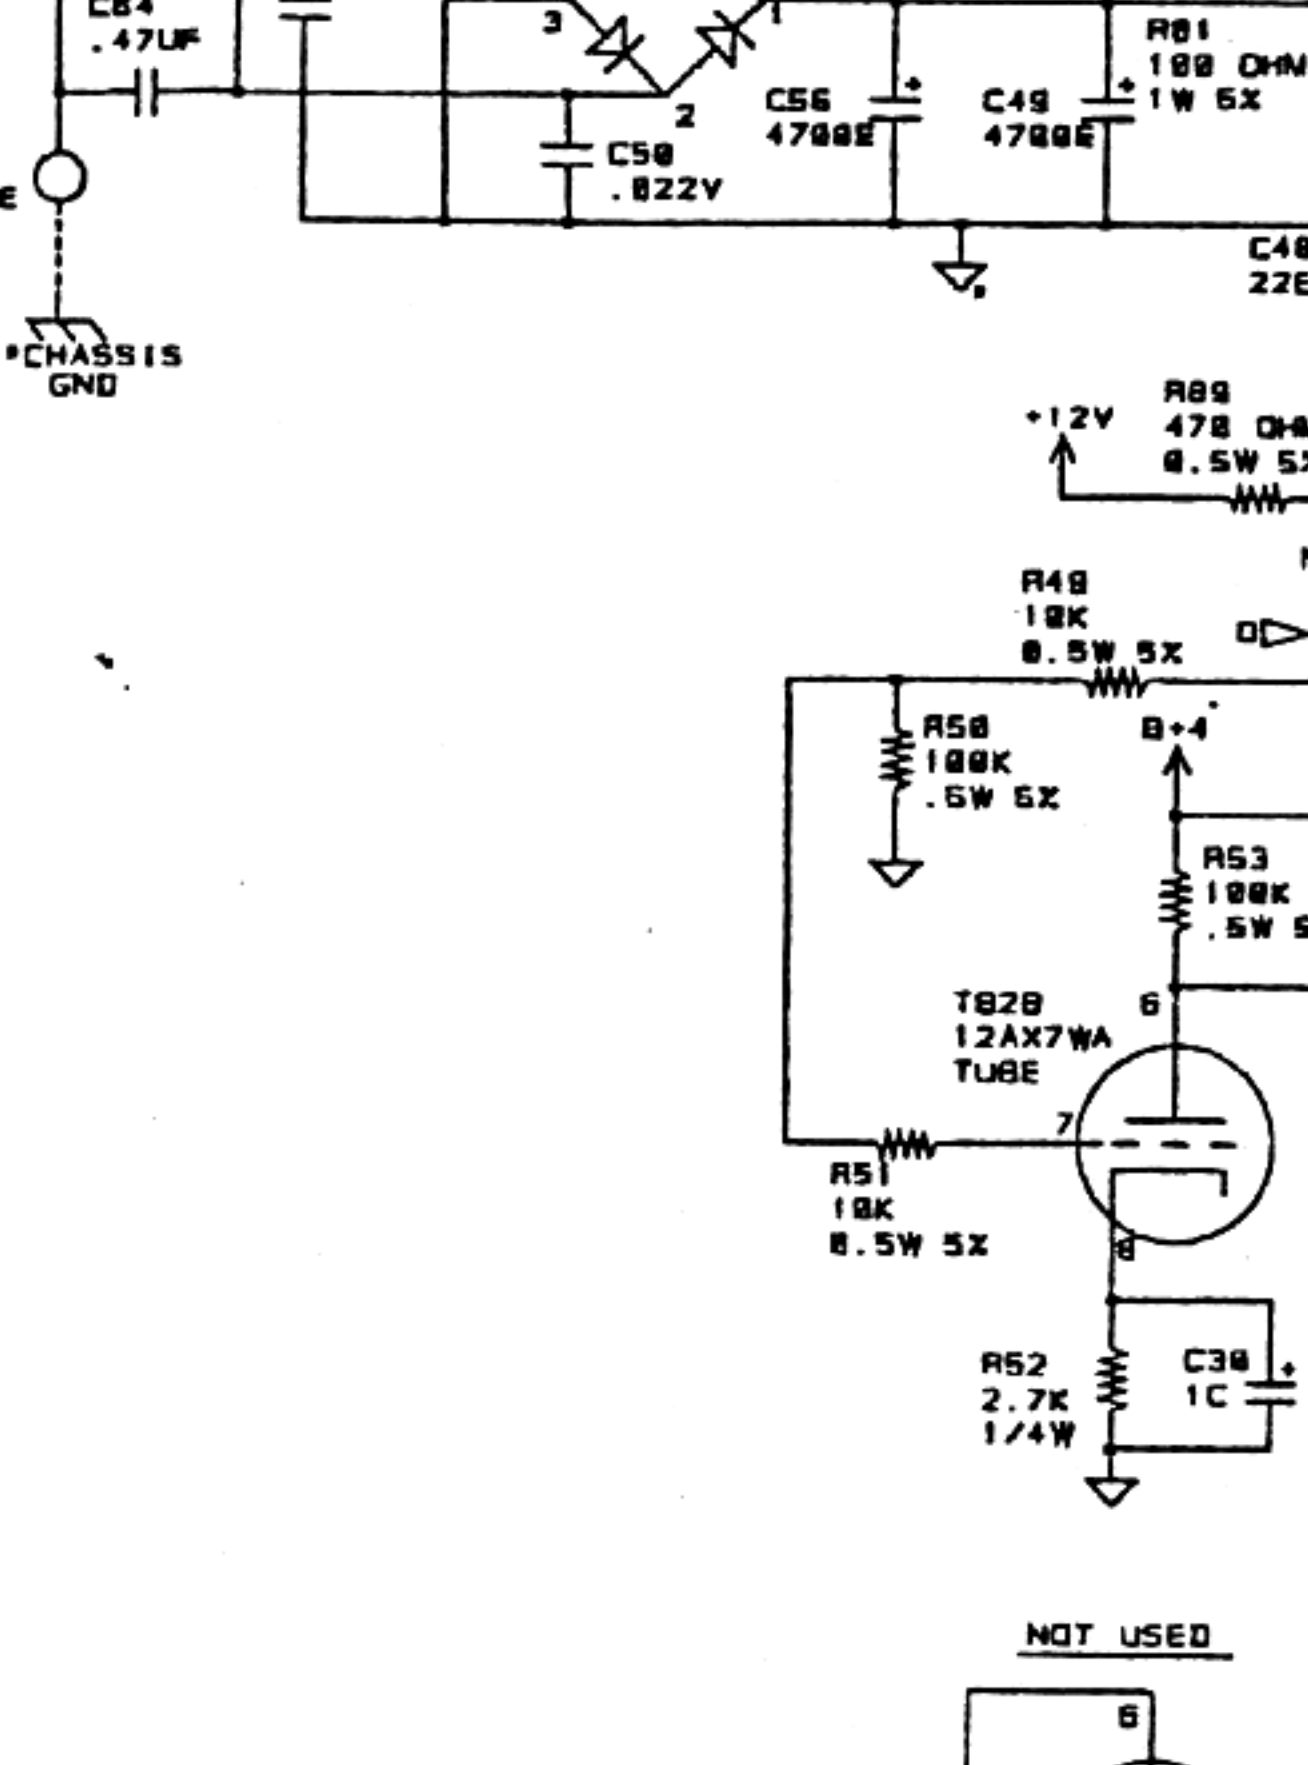 C64
.47UF
3
1
2
C56
4700E
C49
4700E
R81
100 OHM
1W 5%
C50
.022V
E
*CHASSIS
GND
C48
22E
+12V
R89
470 OHM
0.5W 5%
R49
10K
0.5W 5%
D
R50
100K
.5W 5%
B+4
R53
100K
.5W 5
TB2B
12AX7WA
TUBE
6
7
8
R51
10K
0.5W 5%
R52
2.7K
1/4W
C30
1C
NOT USED
6